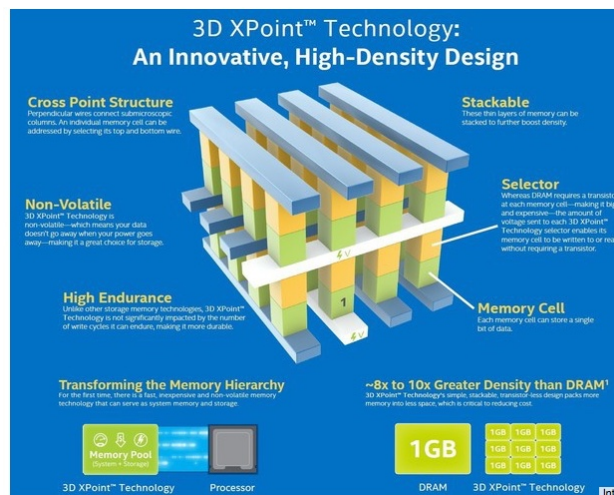 3D XPoint™ Technology:
An Innovative, High-Density Design
Cross Point Structure
Perpendicular wires connect submicroscopic
columns. An individual memory cell can be
addressed by selecting its top and bottom wire.
Stackable
These thin layers of memory can be
stacked to further boost density.
Non-Volatile
3D XPoint™ Technology is
non-volatile—which means your data
doesn't go away when your power goes
away—making it a great choice for storage.
Selector
Whereas DRAM requires a transistor
at each memory cell—making it big
and expensive—the amount of
voltage sent to each 3D XPoint™
Technology selector enables its
memory cell to be written to or read
without requiring a transistor.
High Endurance
Unlike other storage memory technologies, 3D XPoint™
Technology is not significantly impacted by the number
of write cycles it can endure, making it more durable.
V
1
V
Memory Cell
Each memory cell can store a single
bit of data.
Transforming the Memory Hierarchy
For the first time, there is a fast, inexpensive and non-volatile memory
technology that can serve as system memory and storage.
~8x to 10x Greater Density than DRAM¹
3D XPoint™ Technology's simple, stackable, transistor-less design packs more
memory into less space, which is critical to reducing cost.
Memory Pool
(System + Storage)
3D XPoint™ Technology
Processor
1GB
DRAM
1GB 1GB 1GB
1GB 1GB 1GB
1GB 1GB 1GB
3D XPoint™ Technology